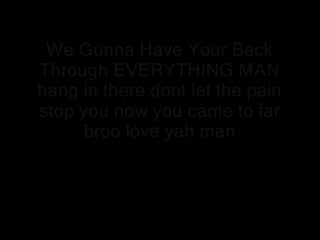 We Gunna Have Your Back
Through EVERYTHING MAN
hang in there dont let the pain
stop you now you came to far
broo love yah man